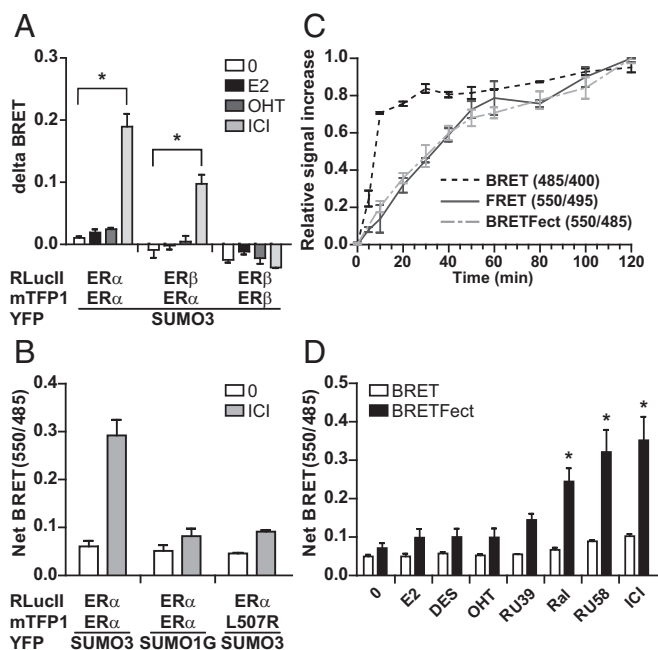 A
delta BRET
0.3
0.2
0.1
0.0
0
E2
OHT
ICI
*
*
RLucII ERα ERβ ERβ
mTFP1 ERα ERα ERβ
YFP SUMO3
C
Relative signal increase
1.0
0.8
0.6
0.4
0.2
0.0
BRET (485/400)
FRET (550/495)
BRETFect (550/485)
0 20 40 60 80 100 120
Time (min)
B
Net BRET(550/485)
0.4
0.3
0.2
0.1
0.0
0
ICI
RLucII ERα ERα ERα
mTFP1 ERα ERα L507R
YFP SUMO3 SUMO1G SUMO3
D
Net BRET(550/485)
0.5
0.4
0.3
0.2
0.1
0.0
BRET
BRETFect
*
*
*
0 E2 DES OHT RU39 Ral RU58 ICI